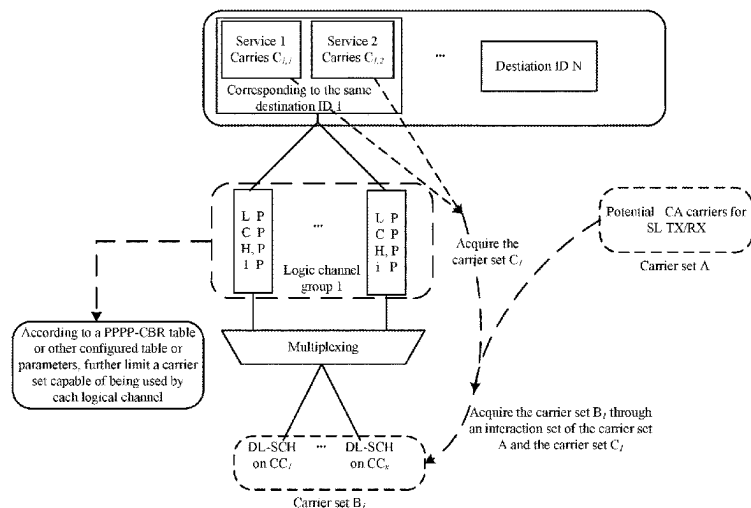 Service 1
Carries C1,1
Service 2
Carries C1,2
...
Destiation ID N
Corresponding to the same
destination ID 1
L P
C P
H, P
i P
...
L P
C P
H, P
i P
Logic channel
group 1
Potential CA carriers for
SL TX/RX
Carrier set A
Acquire the
carrier set C1
According to a PPPP-CBR table
or other configured table or
parameters, further limit a carrier
set capable of being used by
each logical channel
Multiplexing
Acquire the carrier set B1 through
an interaction set of the carrier set
A and the carrier set C1
DL-SCH
on CC1
...
DL-SCH
on CCn
Carrier set B1